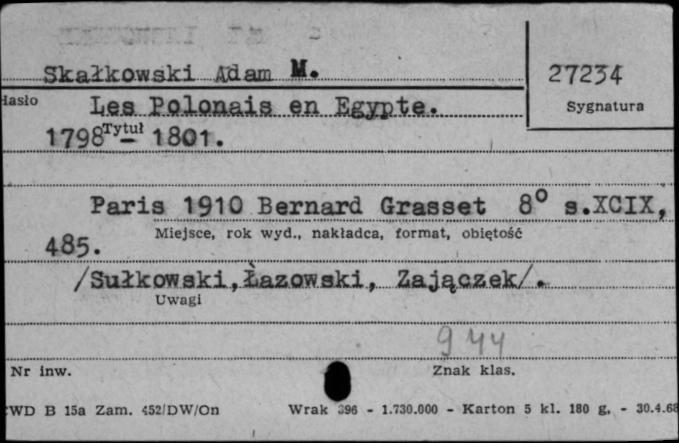 Skałkowski Adam M. 27234
Hasło Les Polonais en Egypte. Sygnatura
Tytuł
1798 - 1801.
Paris 1910 Bernard Grasset 8° s.XCIX,
Miejsce, rok wyd., nakładca, format, objętość
485.
/Sułkowski, Łazowski, Zajączek/.
Uwagi
944
Nr inw. Znak klas.
WD B 15a Zam. 452/DW/On Wrak 396 - 1.730.000 - Karton 5 kl. 180 g. - 30.4.68